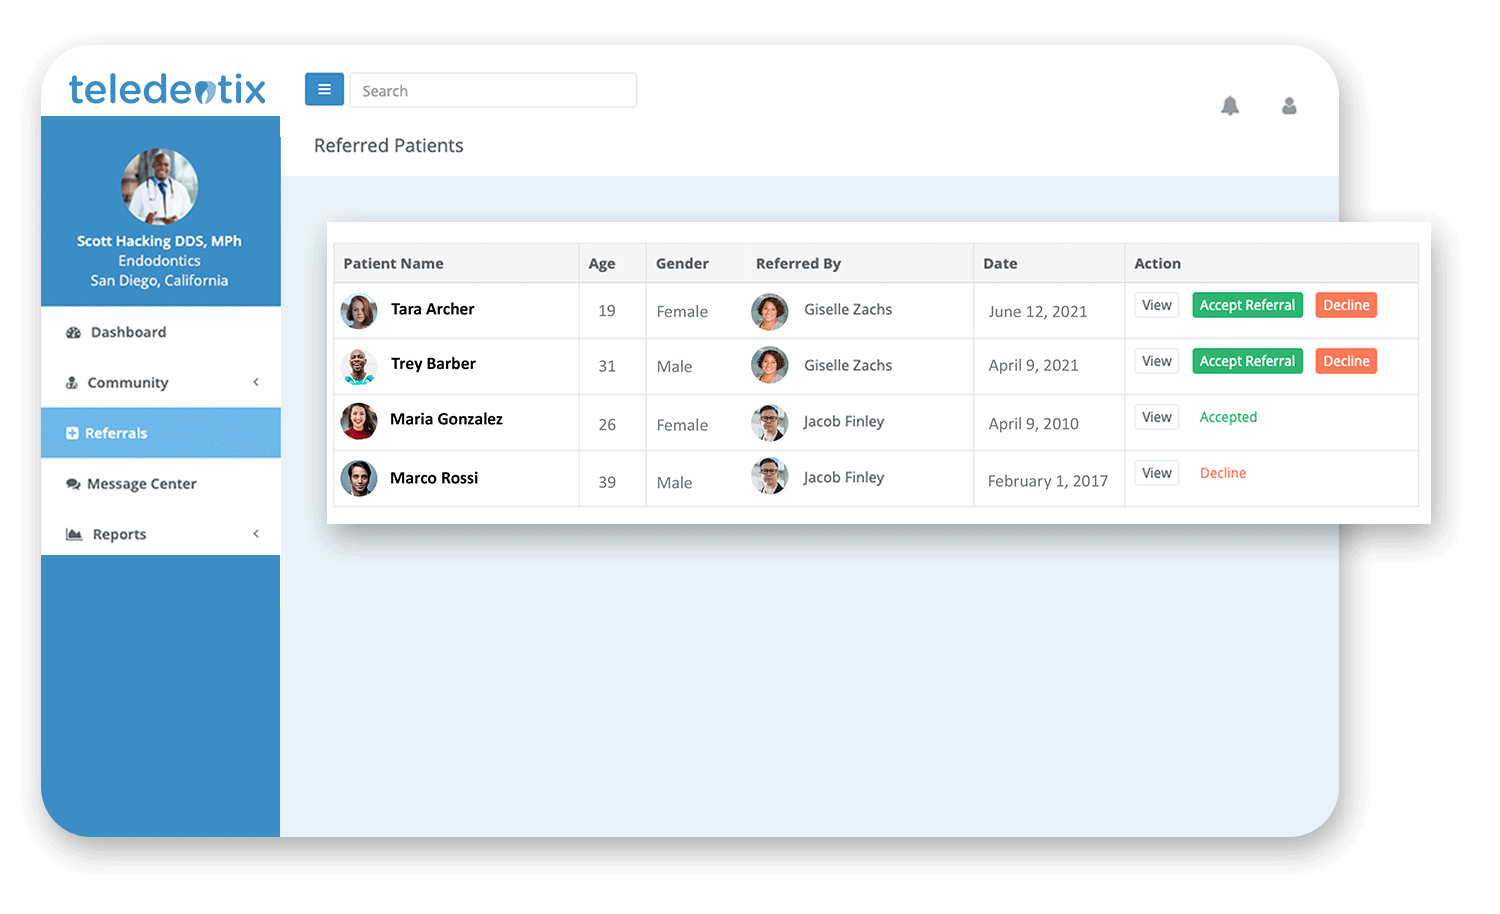 teledentix
Search
Referred Patients
Scott Hacking DDS, MPh
Endodontics
San Diego, California
Dashboard
Community
Referrals
Message Center
Reports
Patient Name Age Gender Referred By Date Action
Tara Archer 19 Female Giselle Zachs June 12, 2021 View Accept Referral Decline
Trey Barber 31 Male Giselle Zachs April 9, 2021 View Accept Referral Decline
Maria Gonzalez 26 Female Jacob Finley April 9, 2010 View Accepted
Marco Rossi 39 Male Jacob Finley February 1, 2017 View Decline